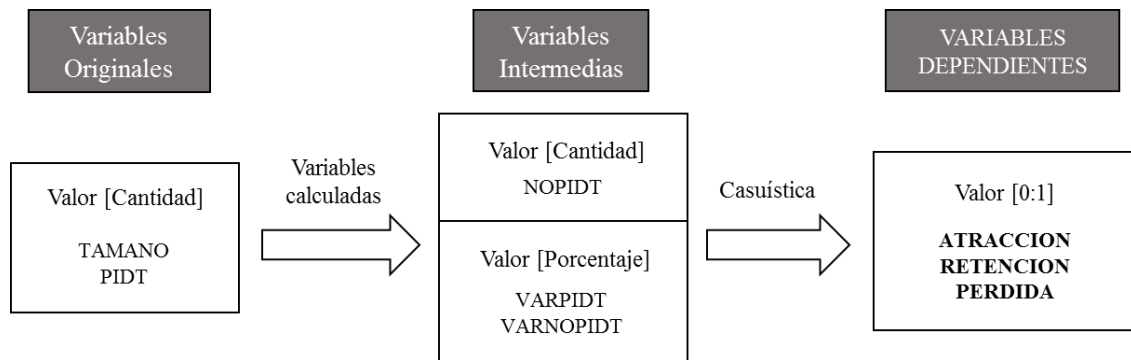 Variables
Originales
Variables
Intermedias
VARIABLES
DEPENDIENTES
Valor [Cantidad]
TAMANO
PIDT
Variables
calculadas
Valor [Cantidad]
NOPIDT
Valor [Porcentaje]
VARPIDT
VARNOPIDT
Casuística
Valor [0:1]
ATRACCION
RETENCION
PERDIDA